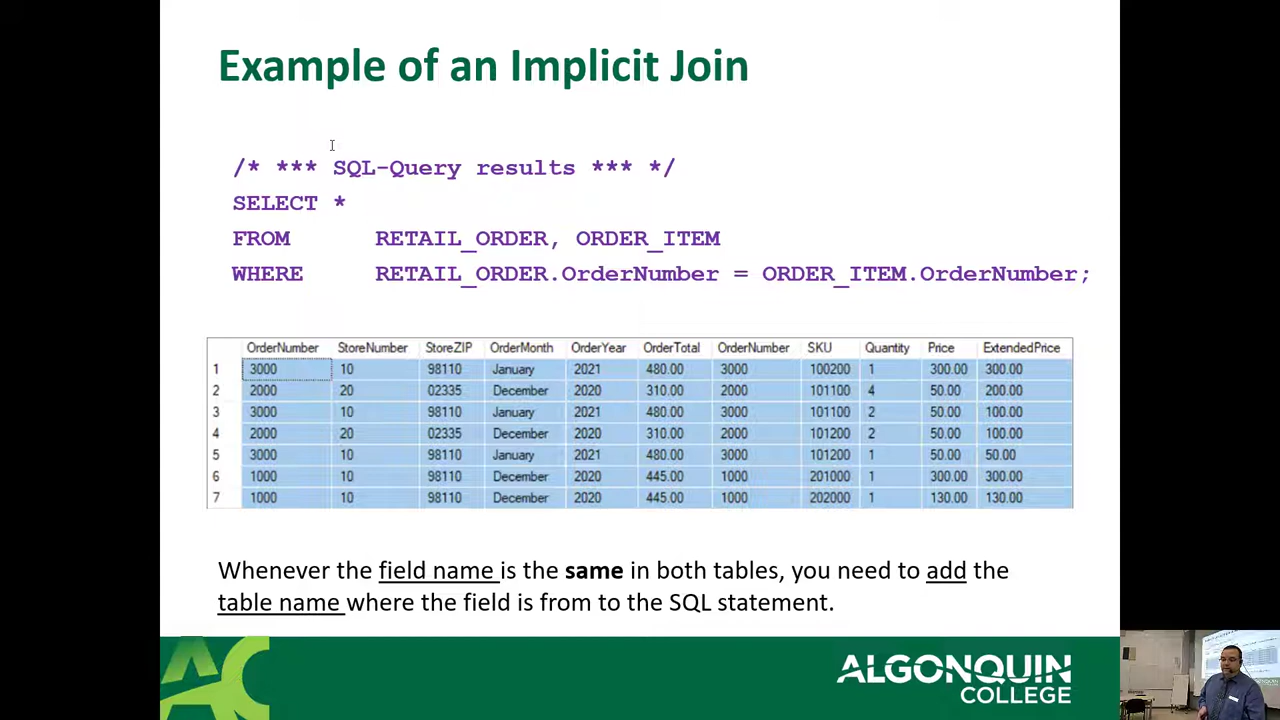 Example of an Implicit Join
/* *** SQL-Query results *** */
SELECT *
FROM RETAIL_ORDER, ORDER_ITEM
WHERE RETAIL_ORDER.OrderNumber = ORDER_ITEM.OrderNumber;
OrderNumber StoreNumber StoreZIP OrderMonth OrderYear OrderTotal OrderNumber SKU Quantity Price ExtendedPrice
1 3000 10 98110 January 2021 480.00 3000 100200 1 300.00 300.00
2 2000 20 02335 December 2020 310.00 2000 101100 4 50.00 200.00
3 3000 10 98110 January 2021 480.00 3000 101100 2 50.00 100.00
4 2000 20 02335 December 2020 310.00 2000 101200 2 50.00 100.00
5 3000 10 98110 January 2021 480.00 3000 101200 1 50.00 50.00
6 1000 10 98110 December 2020 445.00 1000 201000 1 300.00 300.00
7 1000 10 98110 December 2020 445.00 1000 202000 1 130.00 130.00
Whenever the field name is the same in both tables, you need to add the
table name where the field is from to the SQL statement.
AC
ALGONQUIN
COLLEGE